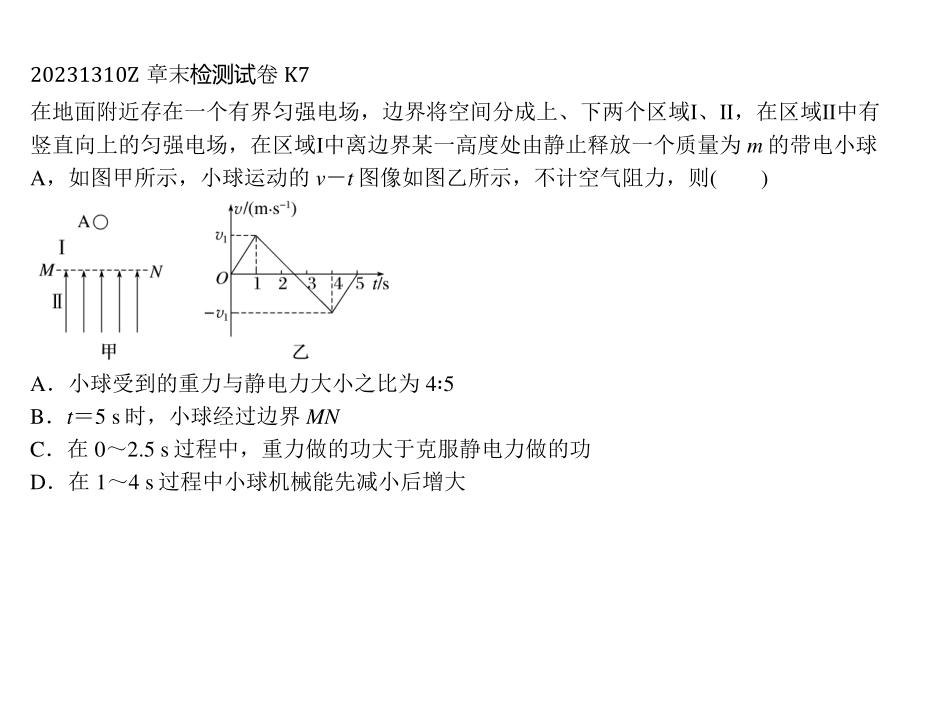 20231310Z 章末检测试卷 K7
在地面附近存在一个有界匀强电场，边界将空间分成上、下两个区域Ⅰ、Ⅱ，在区域Ⅱ中有
竖直向上的匀强电场，在区域Ⅰ中离边界某一高度处由静止释放一个质量为 m 的带电小球
A，如图甲所示，小球运动的 v－t 图像如图乙所示，不计空气阻力，则(　　)
A
Ⅰ
M
N
Ⅱ
甲
v/(m·s⁻¹)
v₁
O 1 2 3 4 5 t/s
－v₁
乙
A．小球受到的重力与静电力大小之比为 4∶5
B．t＝5 s 时，小球经过边界 MN
C．在 0～2.5 s 过程中，重力做的功大于克服静电力做的功
D．在 1～4 s 过程中小球机械能先减小后增大